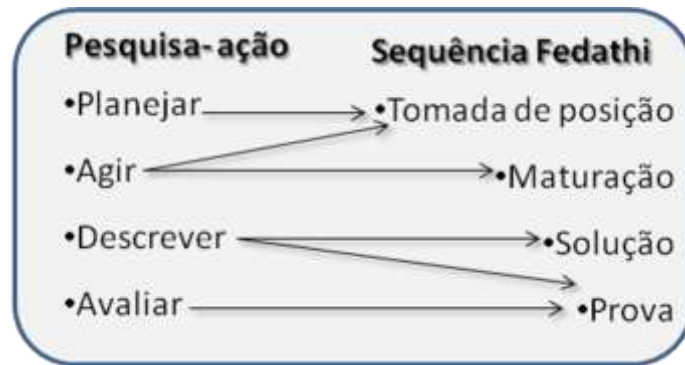 Pesquisa- ação Sequência Fedathi
•Planejar •Tomada de posição
•Agir •Maturação
•Descrever •Solução
•Avaliar •Prova